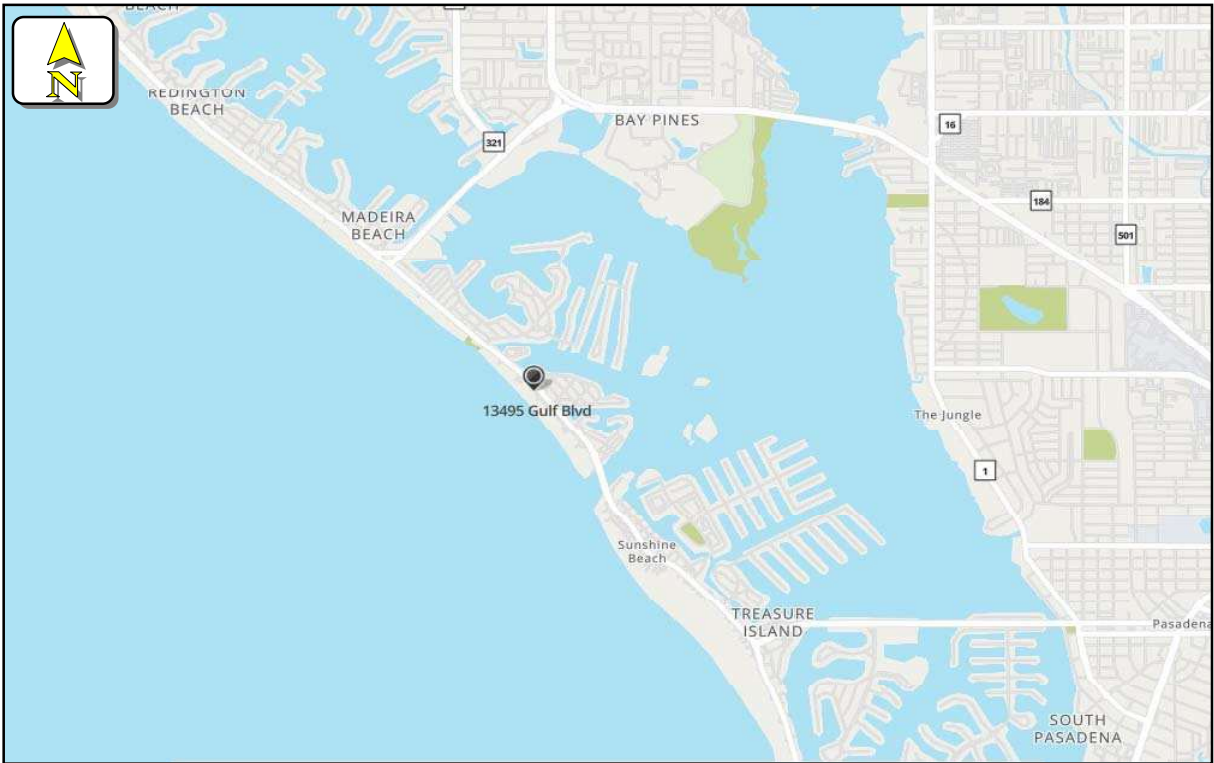 BEACH
N
REDINGTON
BEACH
BAY PINES
16
321
184
MADEIRA
BEACH
501
13495 Gulf Blvd
The Jungle
1
Sunshine
Beach
TREASURE
ISLAND
Pasadena
SOUTH
PASADENA